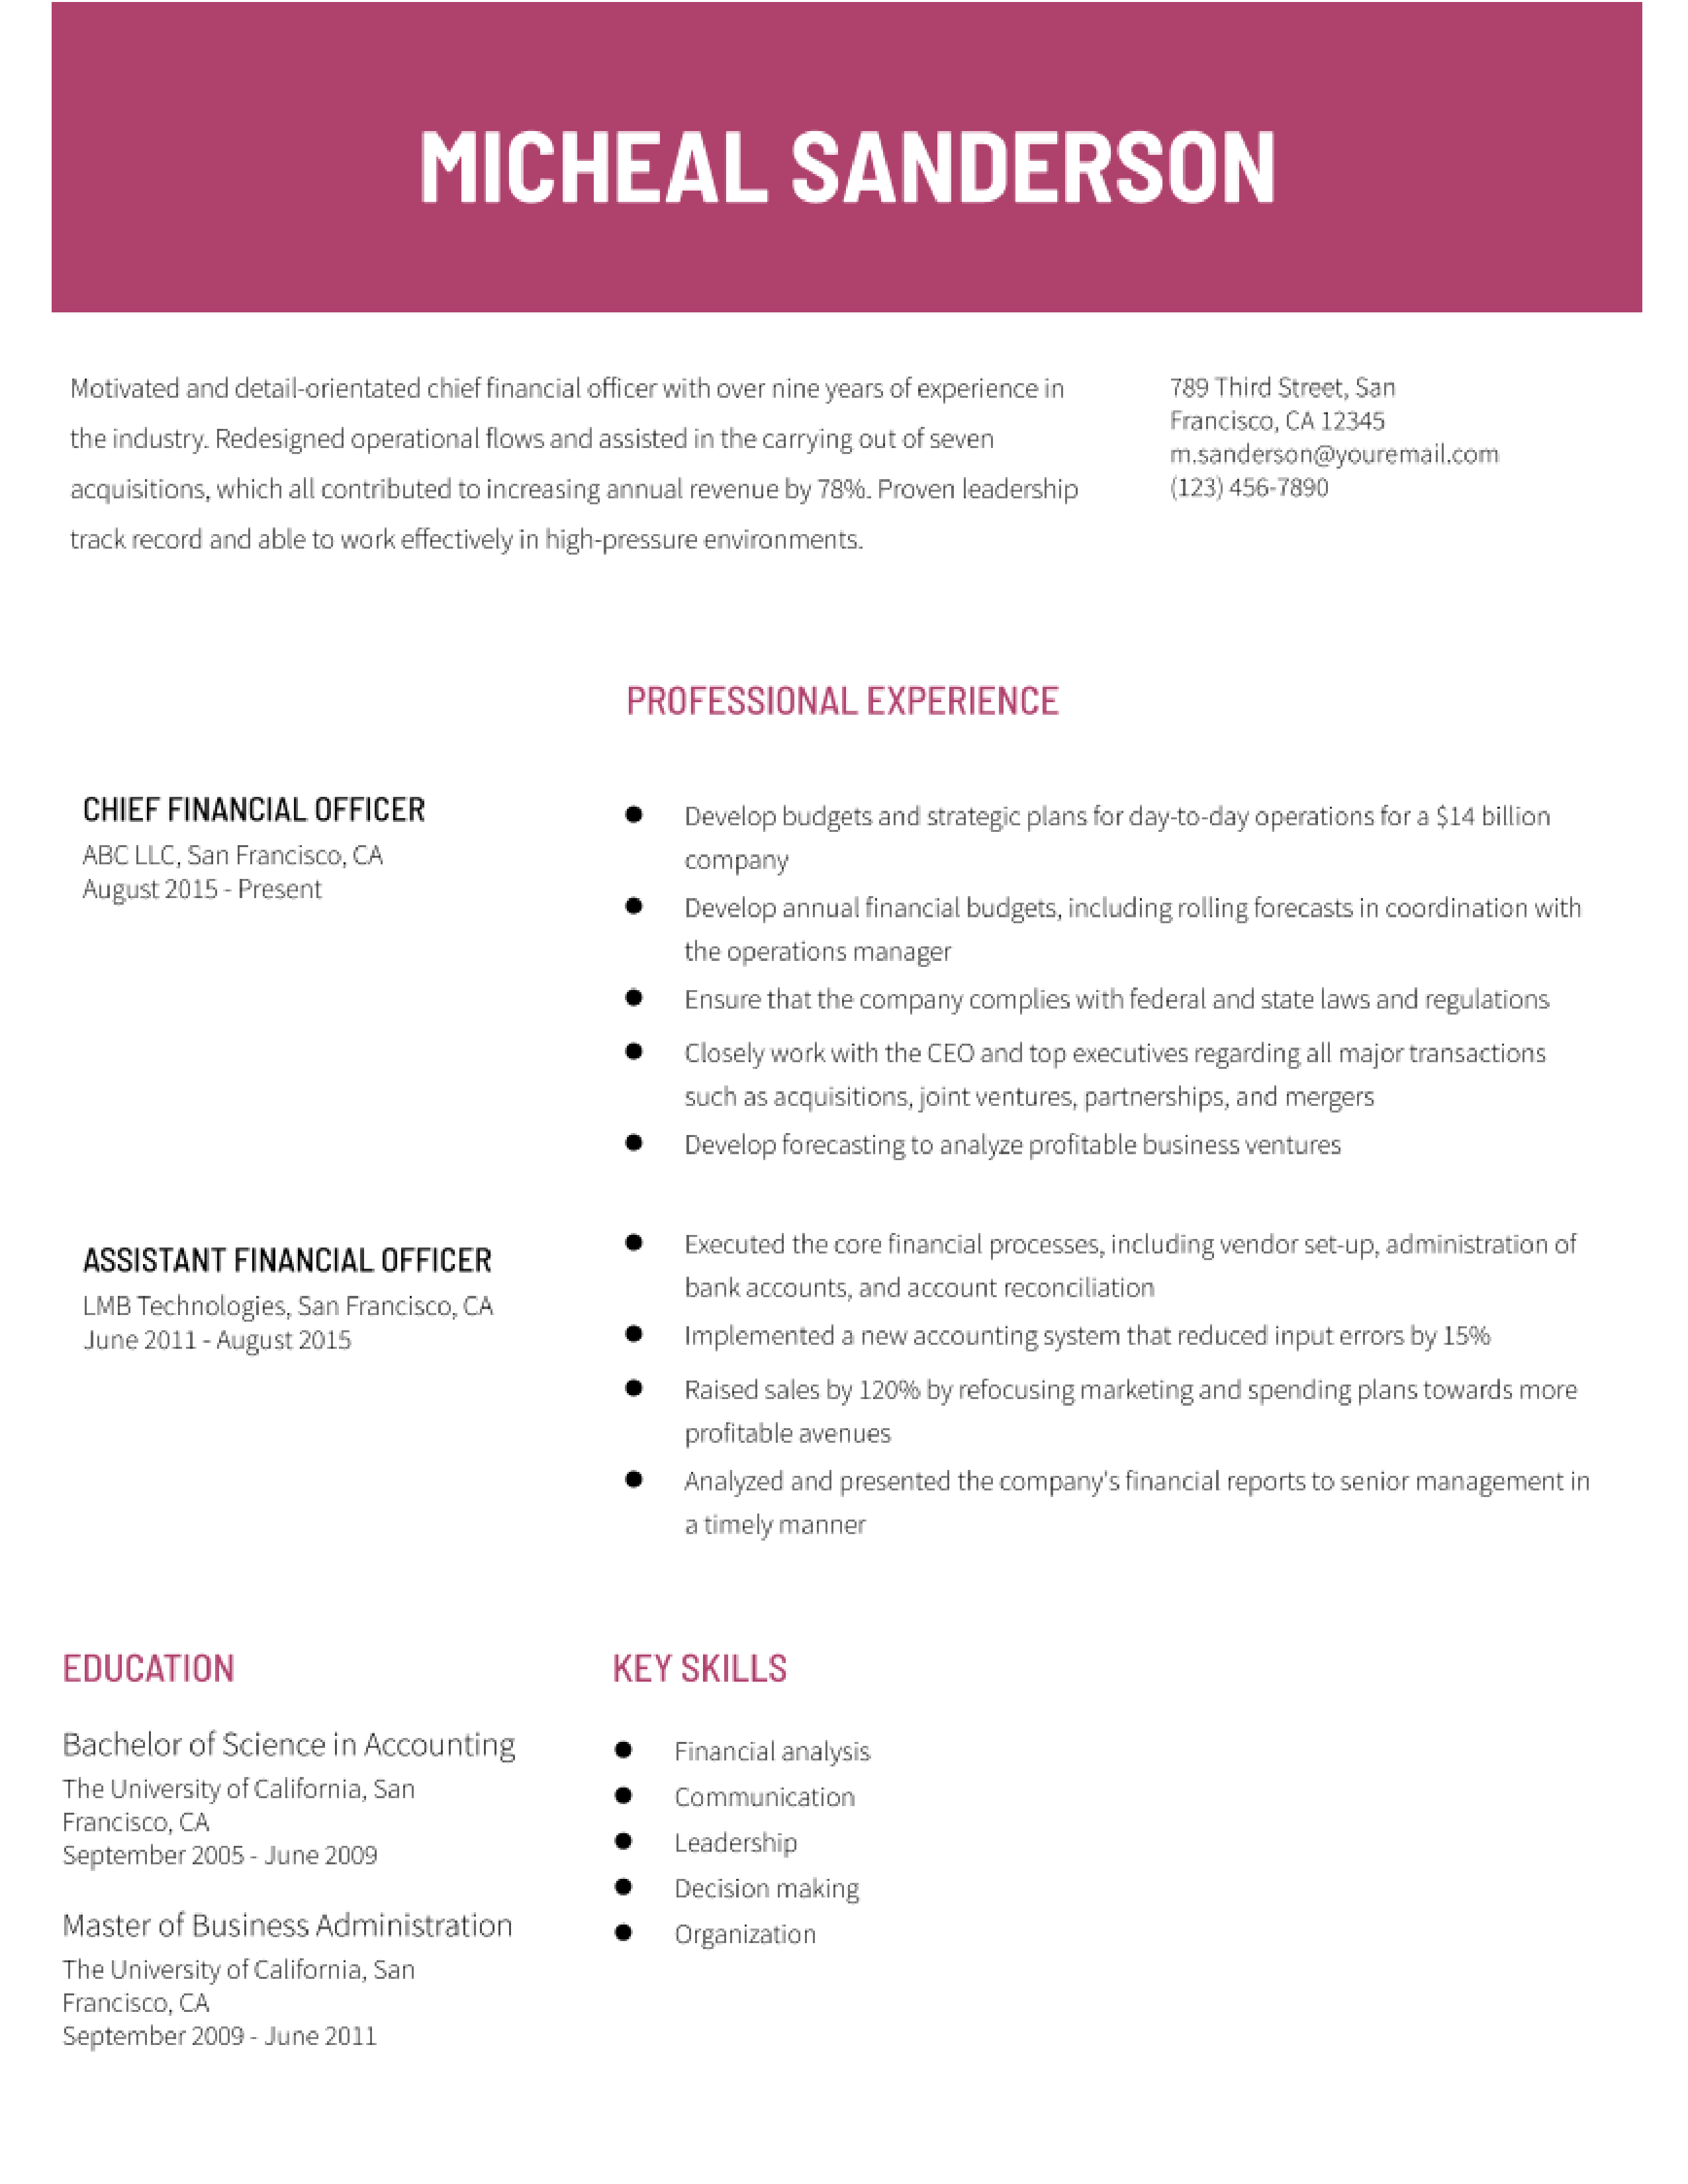 MICHEAL SANDERSON
Motivated and detail-orientated chief financial officer with over nine years of experience in
the industry. Redesigned operational flows and assisted in the carrying out of seven
acquisitions, which all contributed to increasing annual revenue by 78%. Proven leadership
track record and able to work effectively in high-pressure environments.
789 Third Street, San
Francisco, CA 12345
m.sanderson@youremail.com
(123) 456-7890
PROFESSIONAL EXPERIENCE
CHIEF FINANCIAL OFFICER
ABC LLC, San Francisco, CA
August 2015 - Present
● Develop budgets and strategic plans for day-to-day operations for a $14 billion
company
● Develop annual financial budgets, including rolling forecasts in coordination with
the operations manager
● Ensure that the company complies with federal and state laws and regulations
● Closely work with the CEO and top executives regarding all major transactions
such as acquisitions, joint ventures, partnerships, and mergers
● Develop forecasting to analyze profitable business ventures
ASSISTANT FINANCIAL OFFICER
LMB Technologies, San Francisco, CA
June 2011 - August 2015
● Executed the core financial processes, including vendor set-up, administration of
bank accounts, and account reconciliation
● Implemented a new accounting system that reduced input errors by 15%
● Raised sales by 120% by refocusing marketing and spending plans towards more
profitable avenues
● Analyzed and presented the company's financial reports to senior management in
a timely manner
EDUCATION
Bachelor of Science in Accounting
The University of California, San
Francisco, CA
September 2005 - June 2009
Master of Business Administration
The University of California, San
Francisco, CA
September 2009 - June 2011
KEY SKILLS
● Financial analysis
● Communication
● Leadership
● Decision making
● Organization